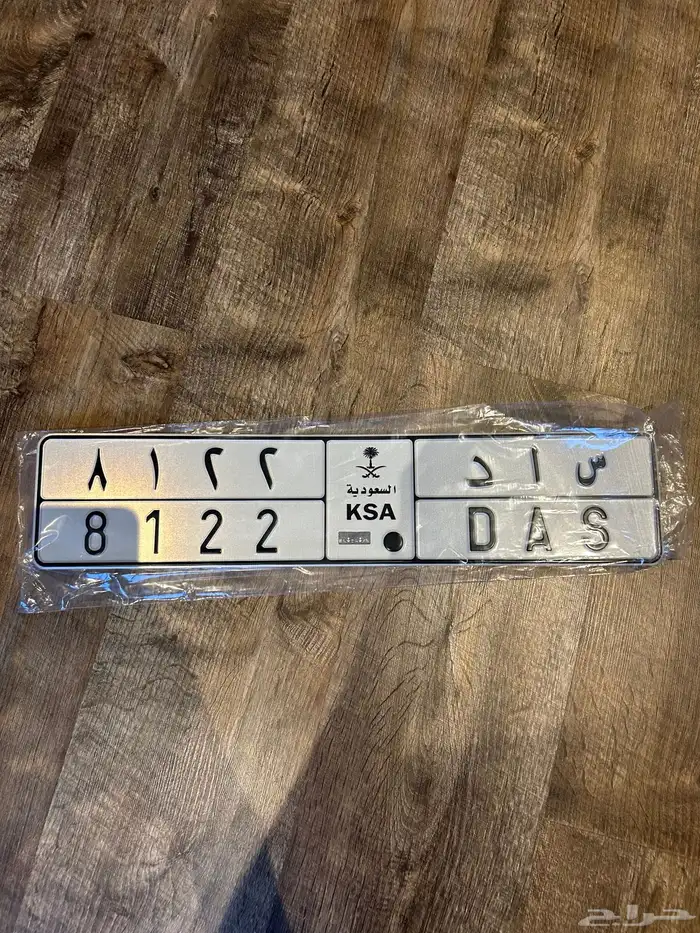 ٨ ١ ٢ ٢
8 1 2 2
السعودية
KSA
س ا د
D A S
حراج